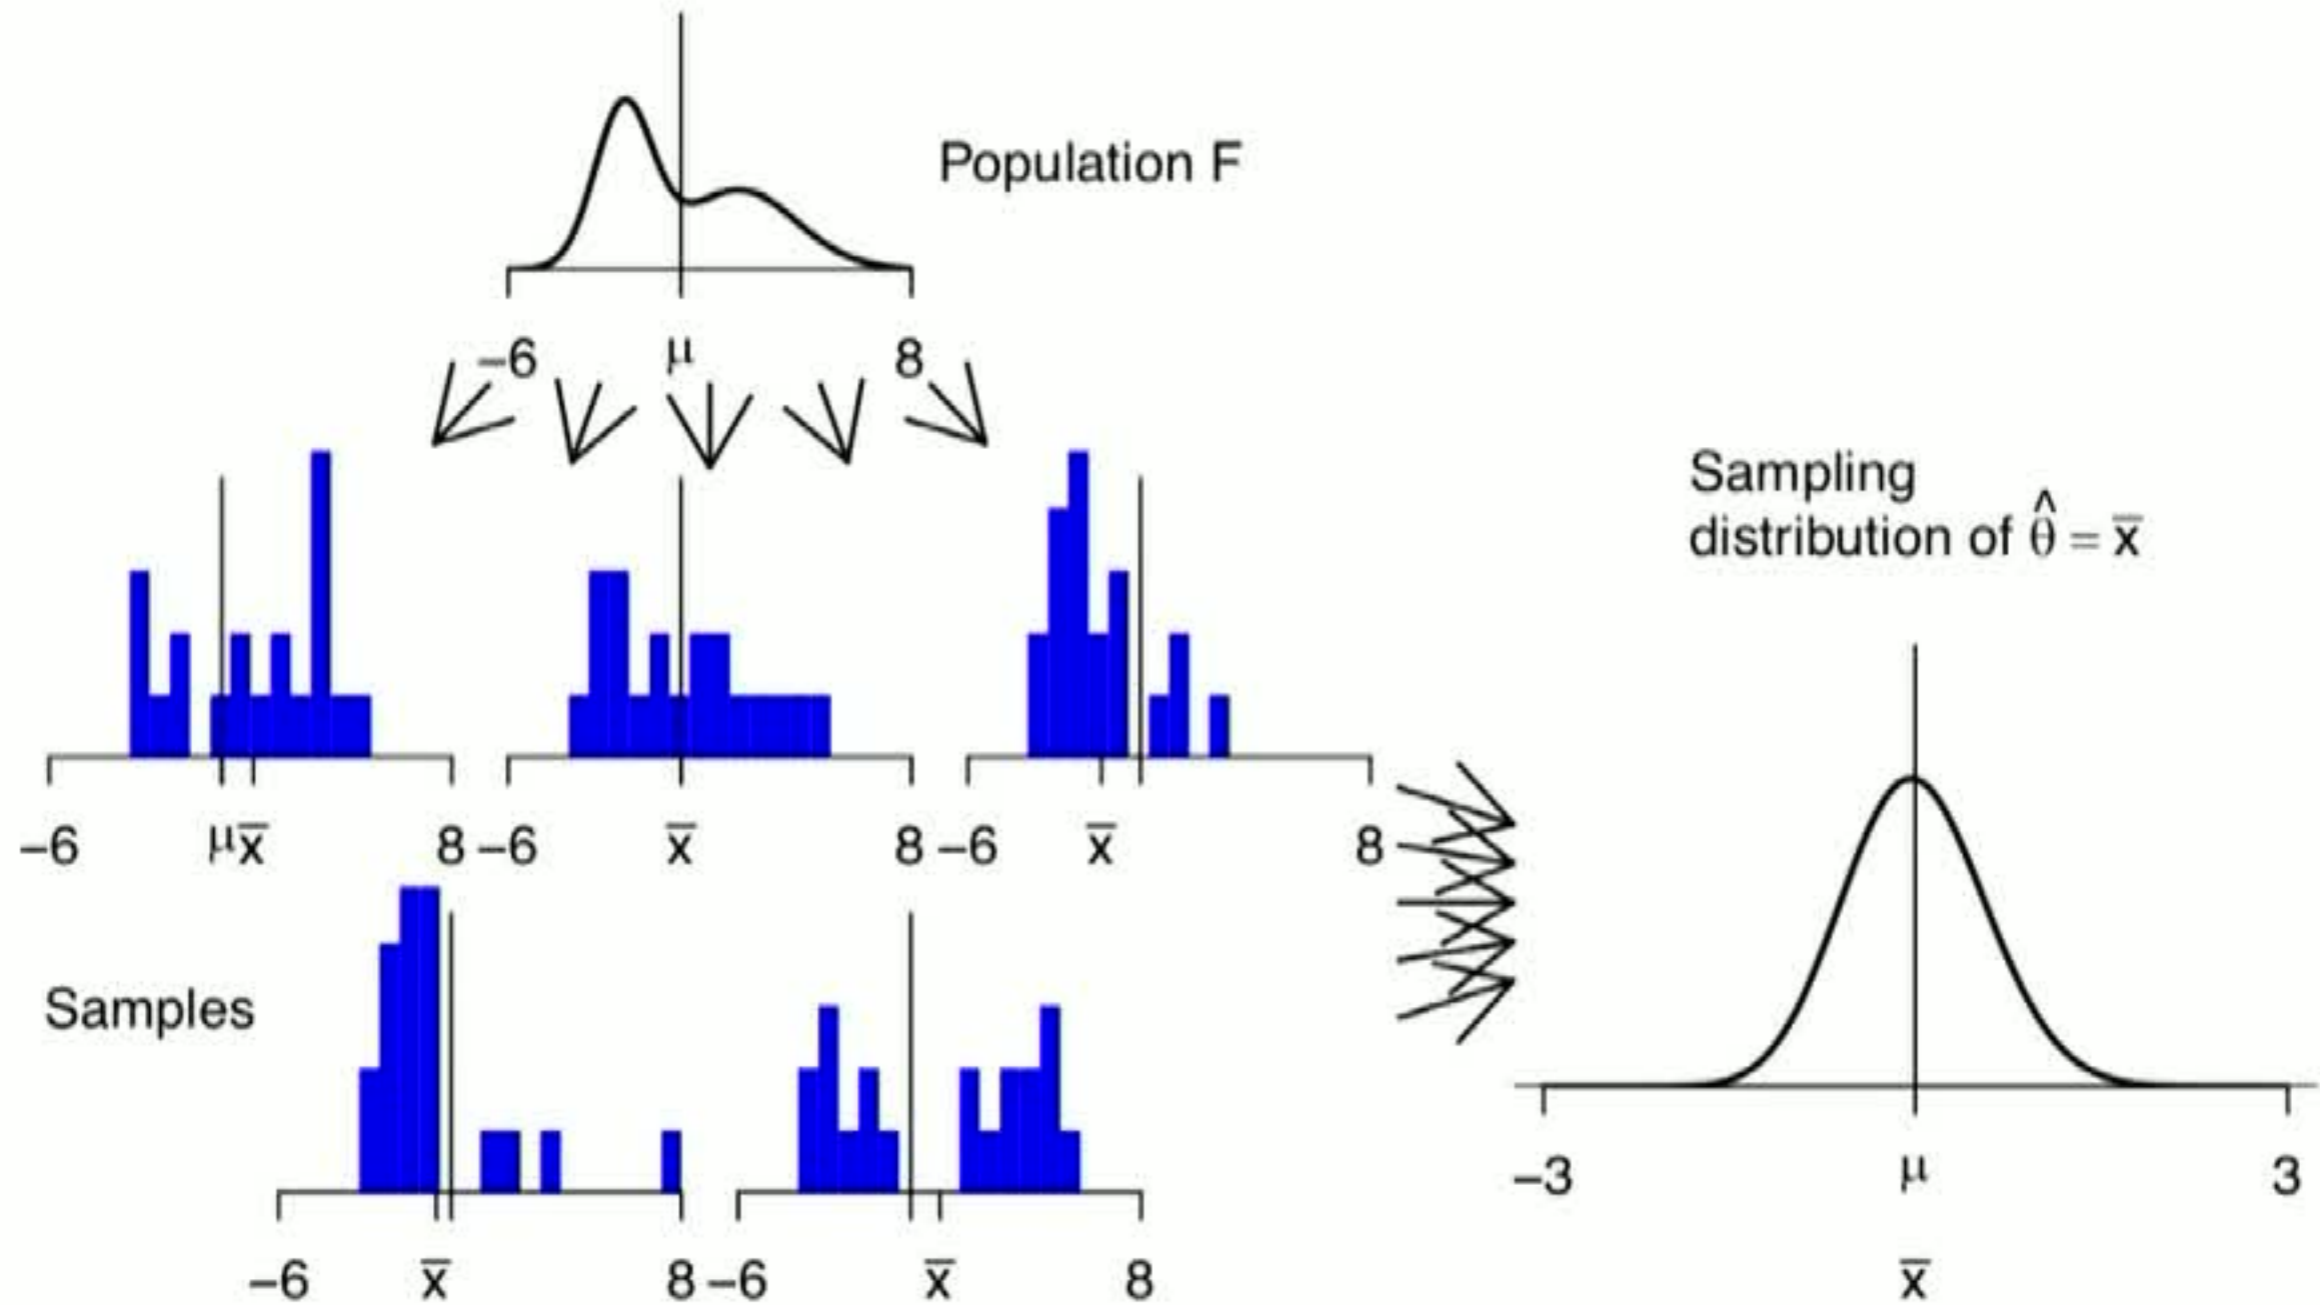 Population F
−6 μ 8
Sampling
distribution of θ̂ = x̅
−6 μ x̅ 8
−6 x̅ 8
−6 x̅ 8
Samples
−6 x̅ 8
−6 x̅ 8
−3 μ 3
x̅